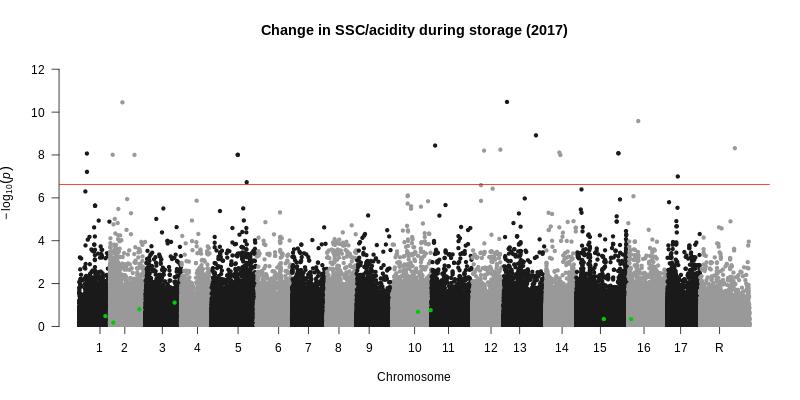 Change in SSC/acidity during storage (2017)
−log10(p)
12
10
8
6
4
2
0
1 2 3 4 5 6 7 8 9 10 11 12 13 14 15 16 17 R
Chromosome